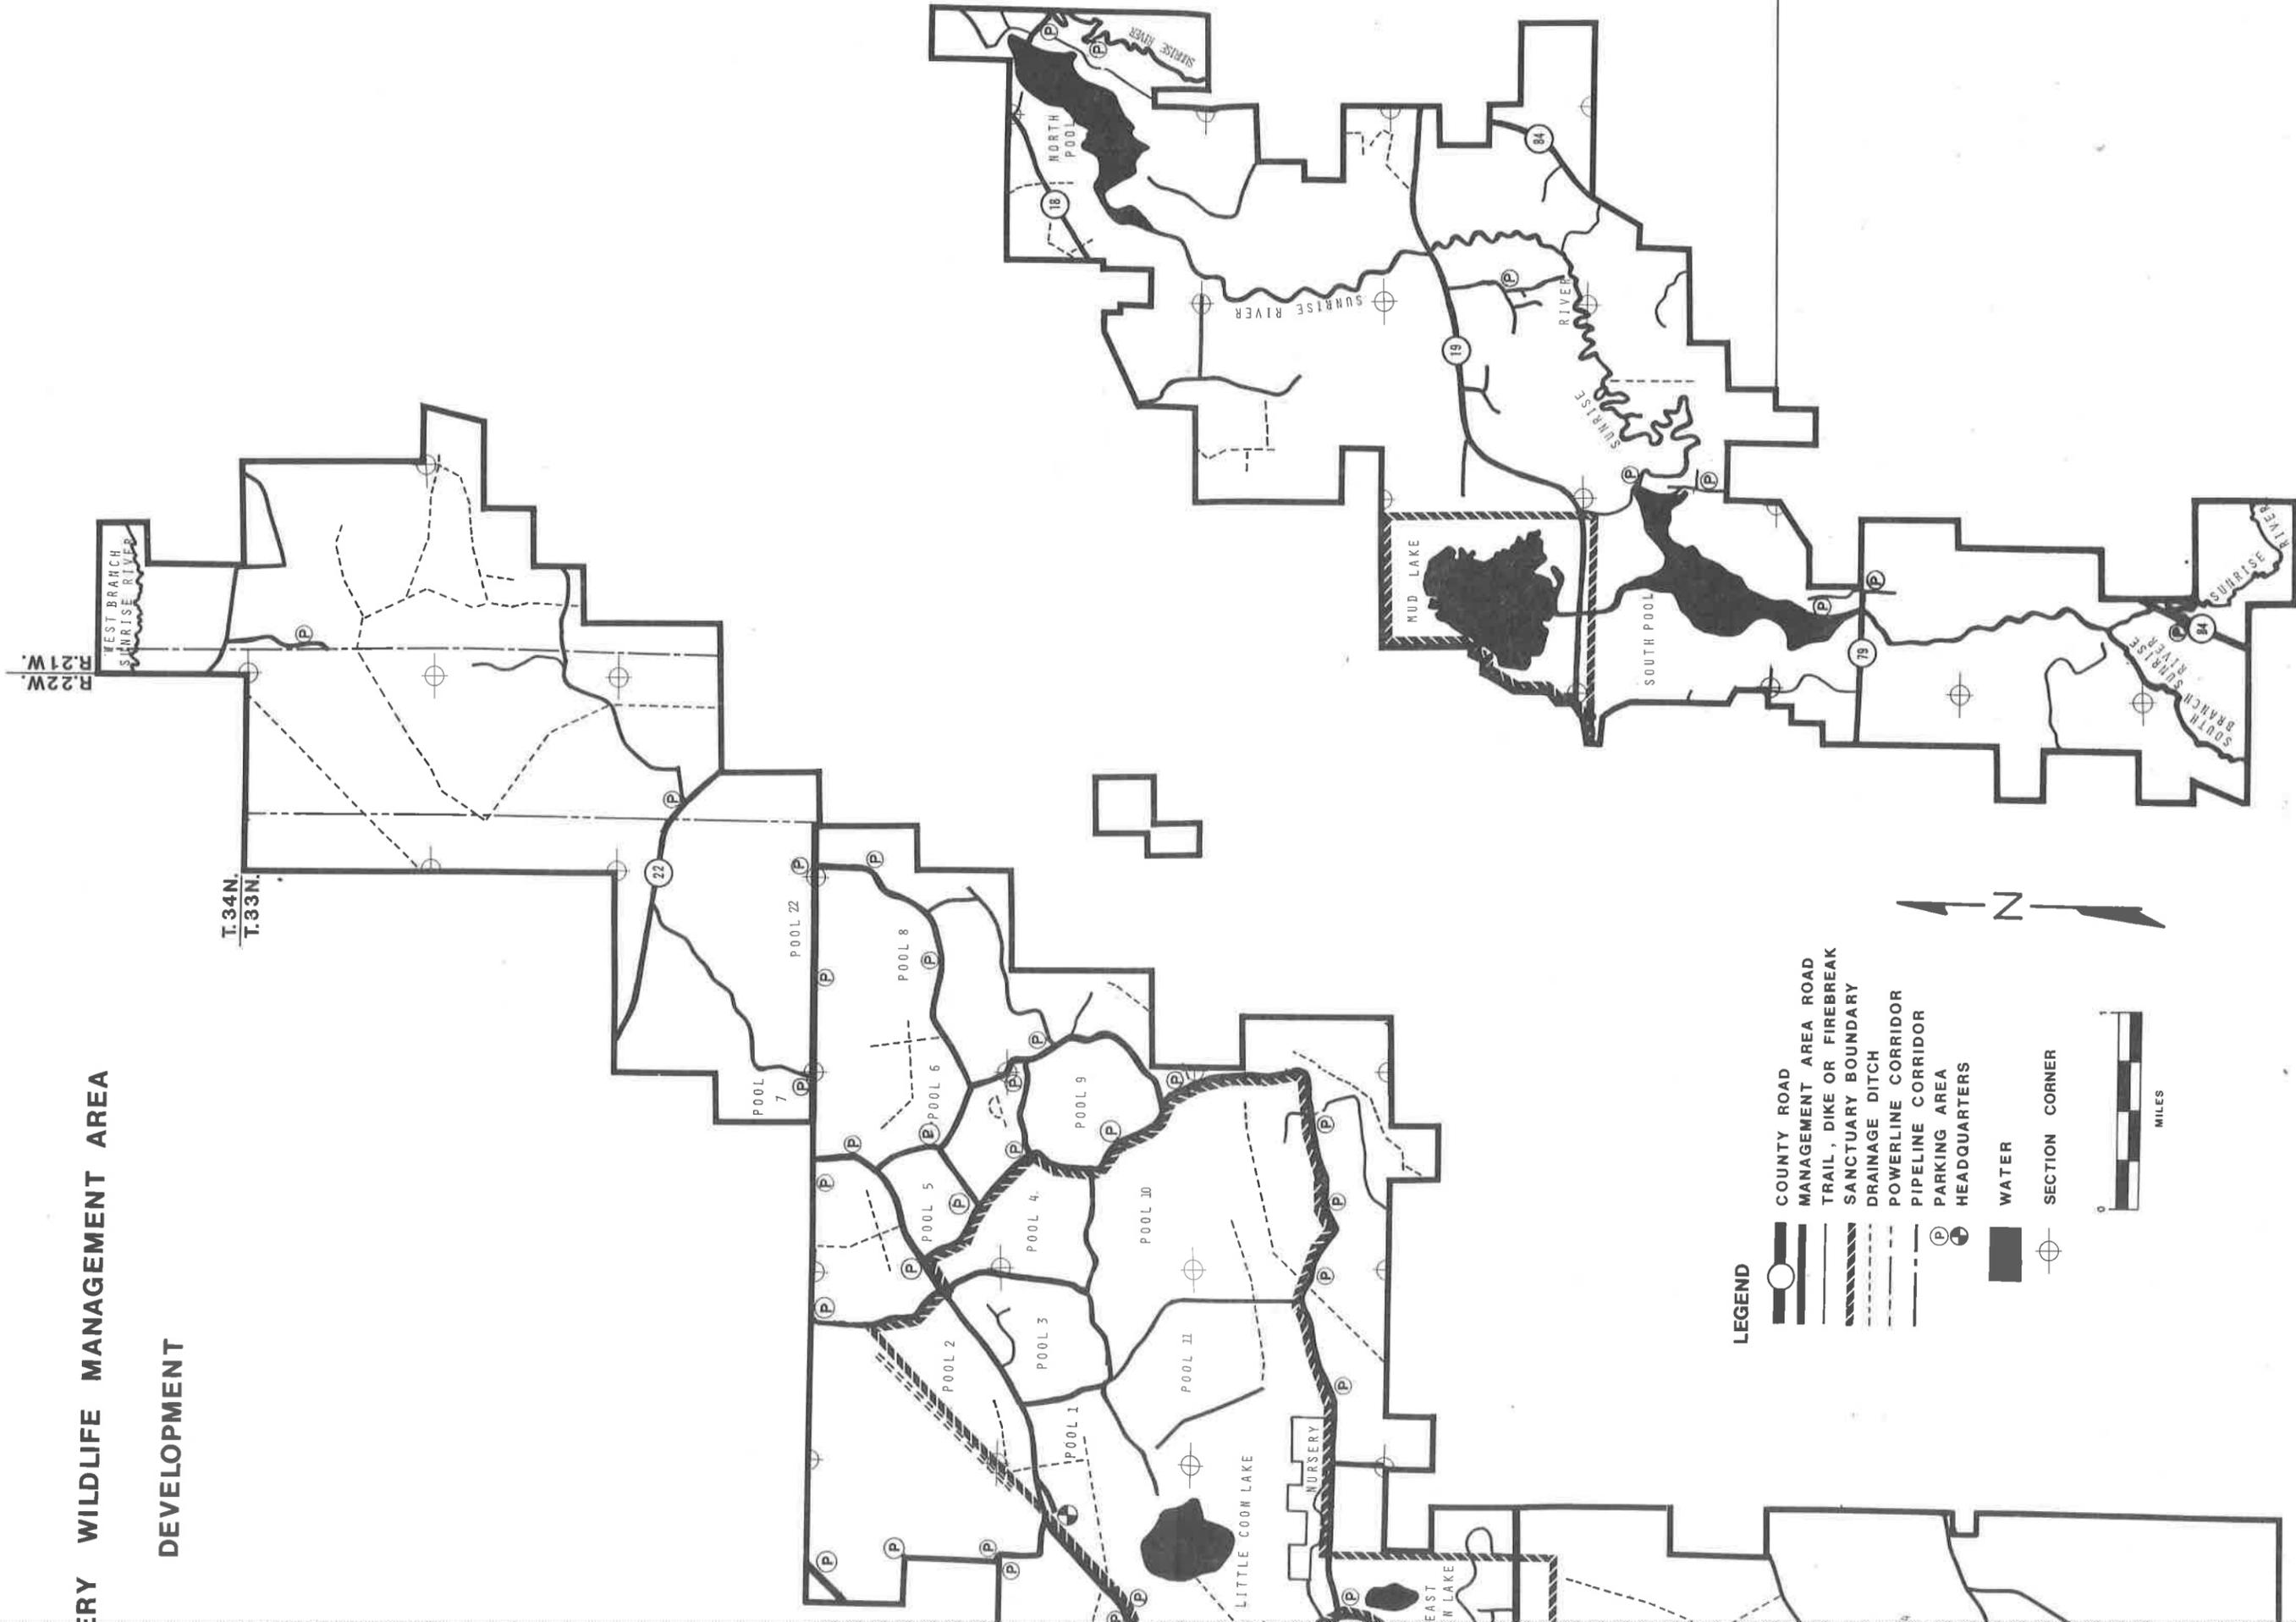 ERY WILDLIFE MANAGEMENT AREA
DEVELOPMENT
R.22W.
R.21W.
T.34N.
T.33N.
WEST BRANCH
SUNRISE RIVER
22
POOL 22
POOL
7
POOL 8
POOL 6
POOL 9
POOL 5
POOL 4
POOL 10
POOL 3
POOL 2
POOL 11
POOL 1
LITTLE COON LAKE
NURSERY
EAST
N LAKE
NORTH
POOL
18
SUNRISE RIVER
SUNRISE RIVER
84
19
RIVER
SUNRISE
MUD LAKE
SOUTH POOL
79
84
SUNRISE
RIVER
SOUTH
BRANCH SUNRISE
RIVER
N
LEGEND
COUNTY ROAD
MANAGEMENT AREA ROAD
TRAIL, DIKE OR FIREBREAK
SANCTUARY BOUNDARY
DRAINAGE DITCH
POWERLINE CORRIDOR
PIPELINE CORRIDOR
P PARKING AREA
HEADQUARTERS
WATER
SECTION CORNER
0 1
MILES